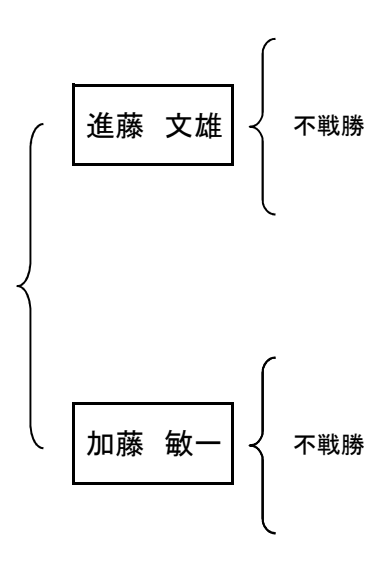 進藤　文雄
不戦勝
加藤　敏一
不戦勝